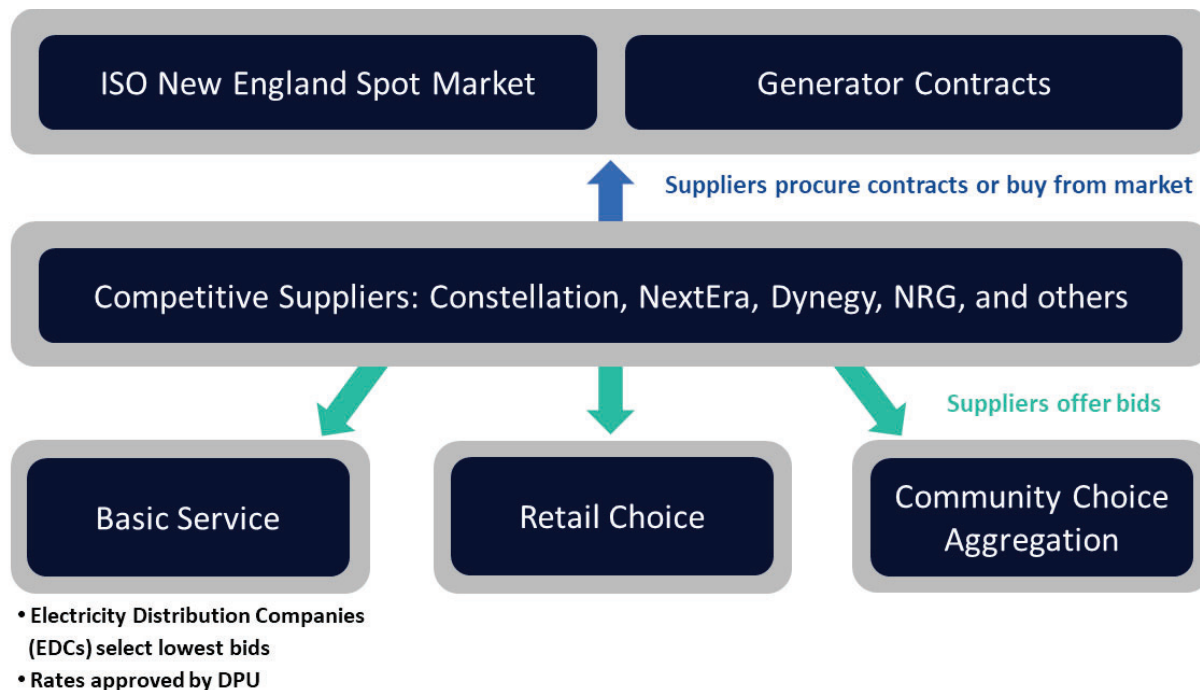 ISO New England Spot Market
Generator Contracts
Suppliers procure contracts or buy from market
Competitive Suppliers: Constellation, NextEra, Dynegy, NRG, and others
Suppliers offer bids
Basic Service
Retail Choice
Community Choice
Aggregation
• Electricity Distribution Companies
(EDCs) select lowest bids
• Rates approved by DPU